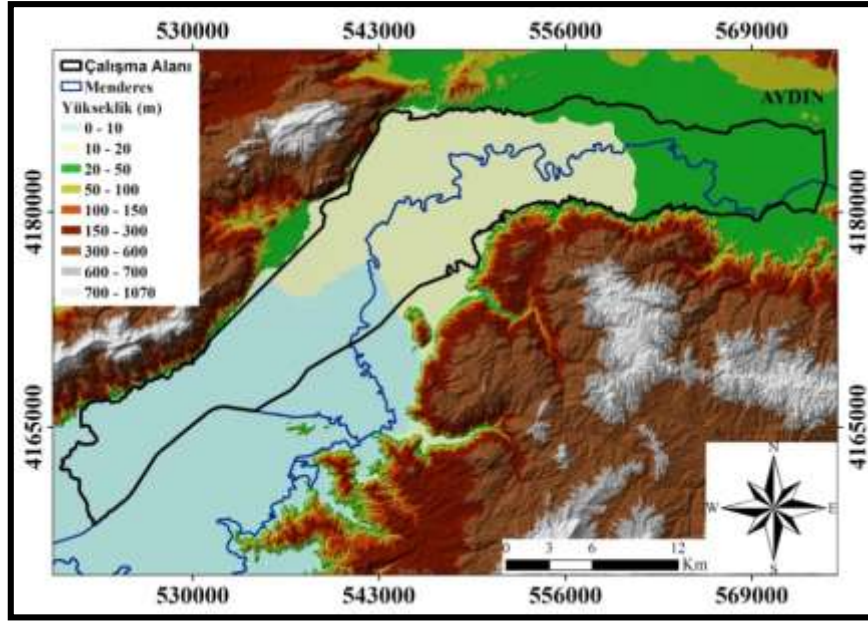 530000 543000 556000 569000
Çalışma Alanı
Menderes
Yükseklik (m)
0 - 10
10 - 20
20 - 50
50 - 100
100 - 150
150 - 300
300 - 600
600 - 700
700 - 1070
AYDIN
4180000 4180000
4165000 4165000
N
W E
S
0 3 6 12
Km
530000 543000 556000 569000